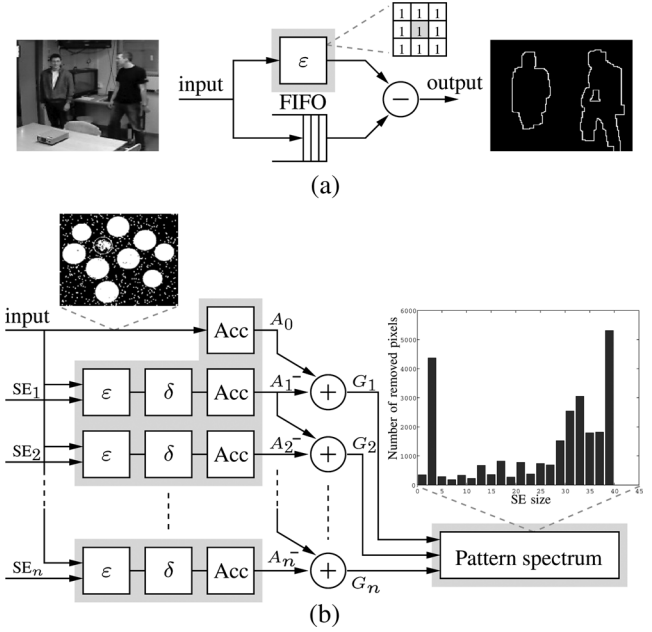 1 1 1
1 1 1
1 1 1
ε
input
−
output
FIFO
(a)
input
Acc
A₀
SE₁
ε
δ
Acc
A₁
−
+
G₁
SE₂
ε
δ
Acc
A₂
−
+
G₂
SEₙ
ε
δ
Acc
Aₙ
−
+
Gₙ
Number of removed pixels
6000
5000
4000
3000
2000
1000
0
0 5 10 15 20 25 30 35 40 45
SE size
Pattern spectrum
(b)